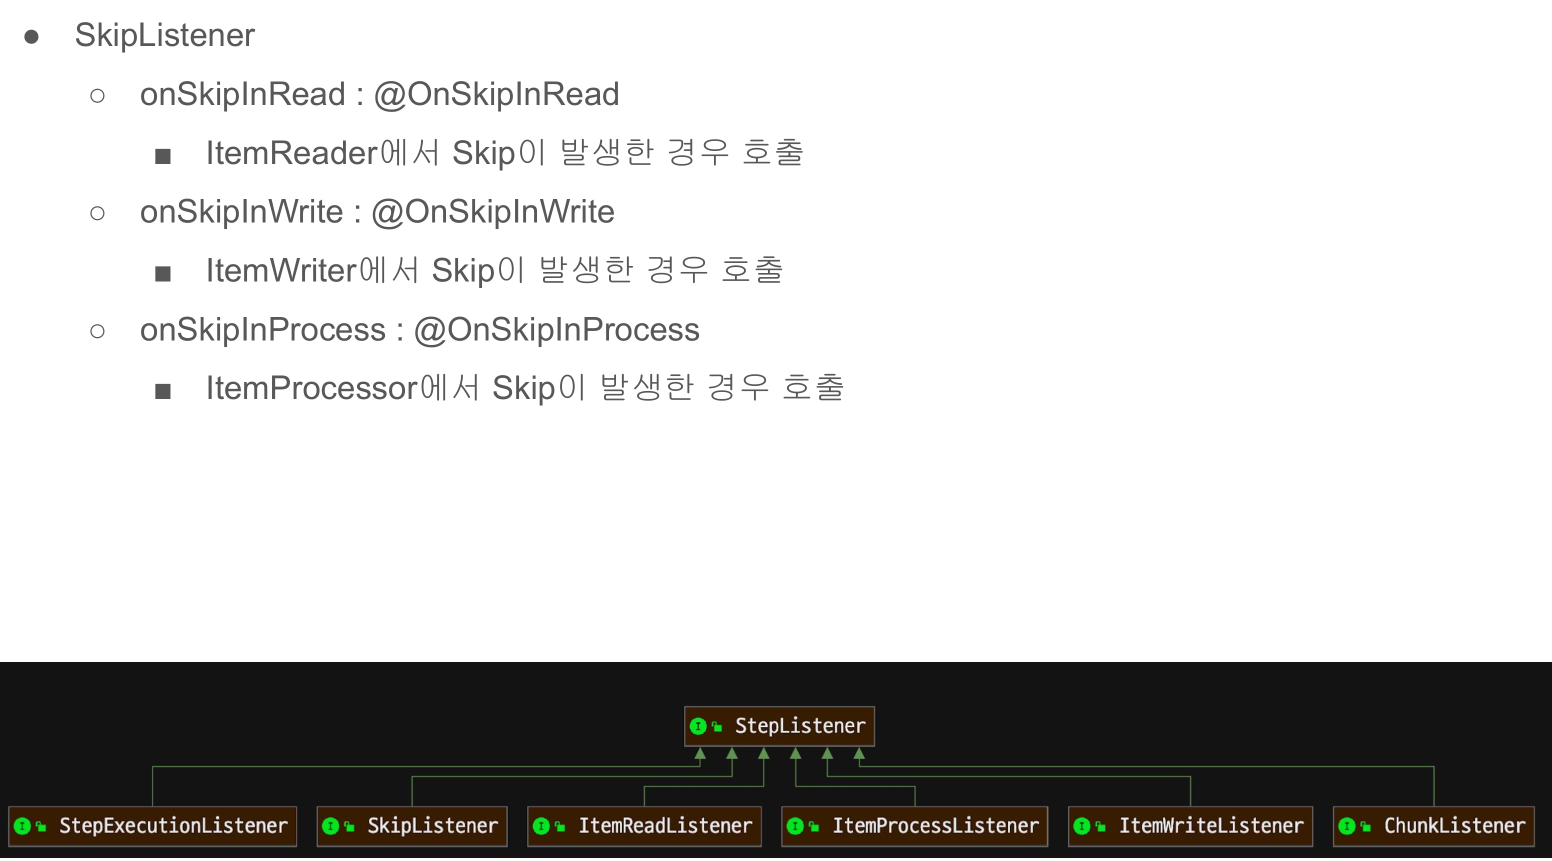 ● SkipListener
○ onSkipInRead : @OnSkipInRead
■ ItemReader에서 Skip이 발생한 경우 호출
○ onSkipInWrite : @OnSkipInWrite
■ ItemWriter에서 Skip이 발생한 경우 호출
○ onSkipInProcess : @OnSkipInProcess
■ ItemProcessor에서 Skip이 발생한 경우 호출
I StepListener
I StepExecutionListener I SkipListener I ItemReadListener I ItemProcessListener I ItemWriteListener I ChunkListener